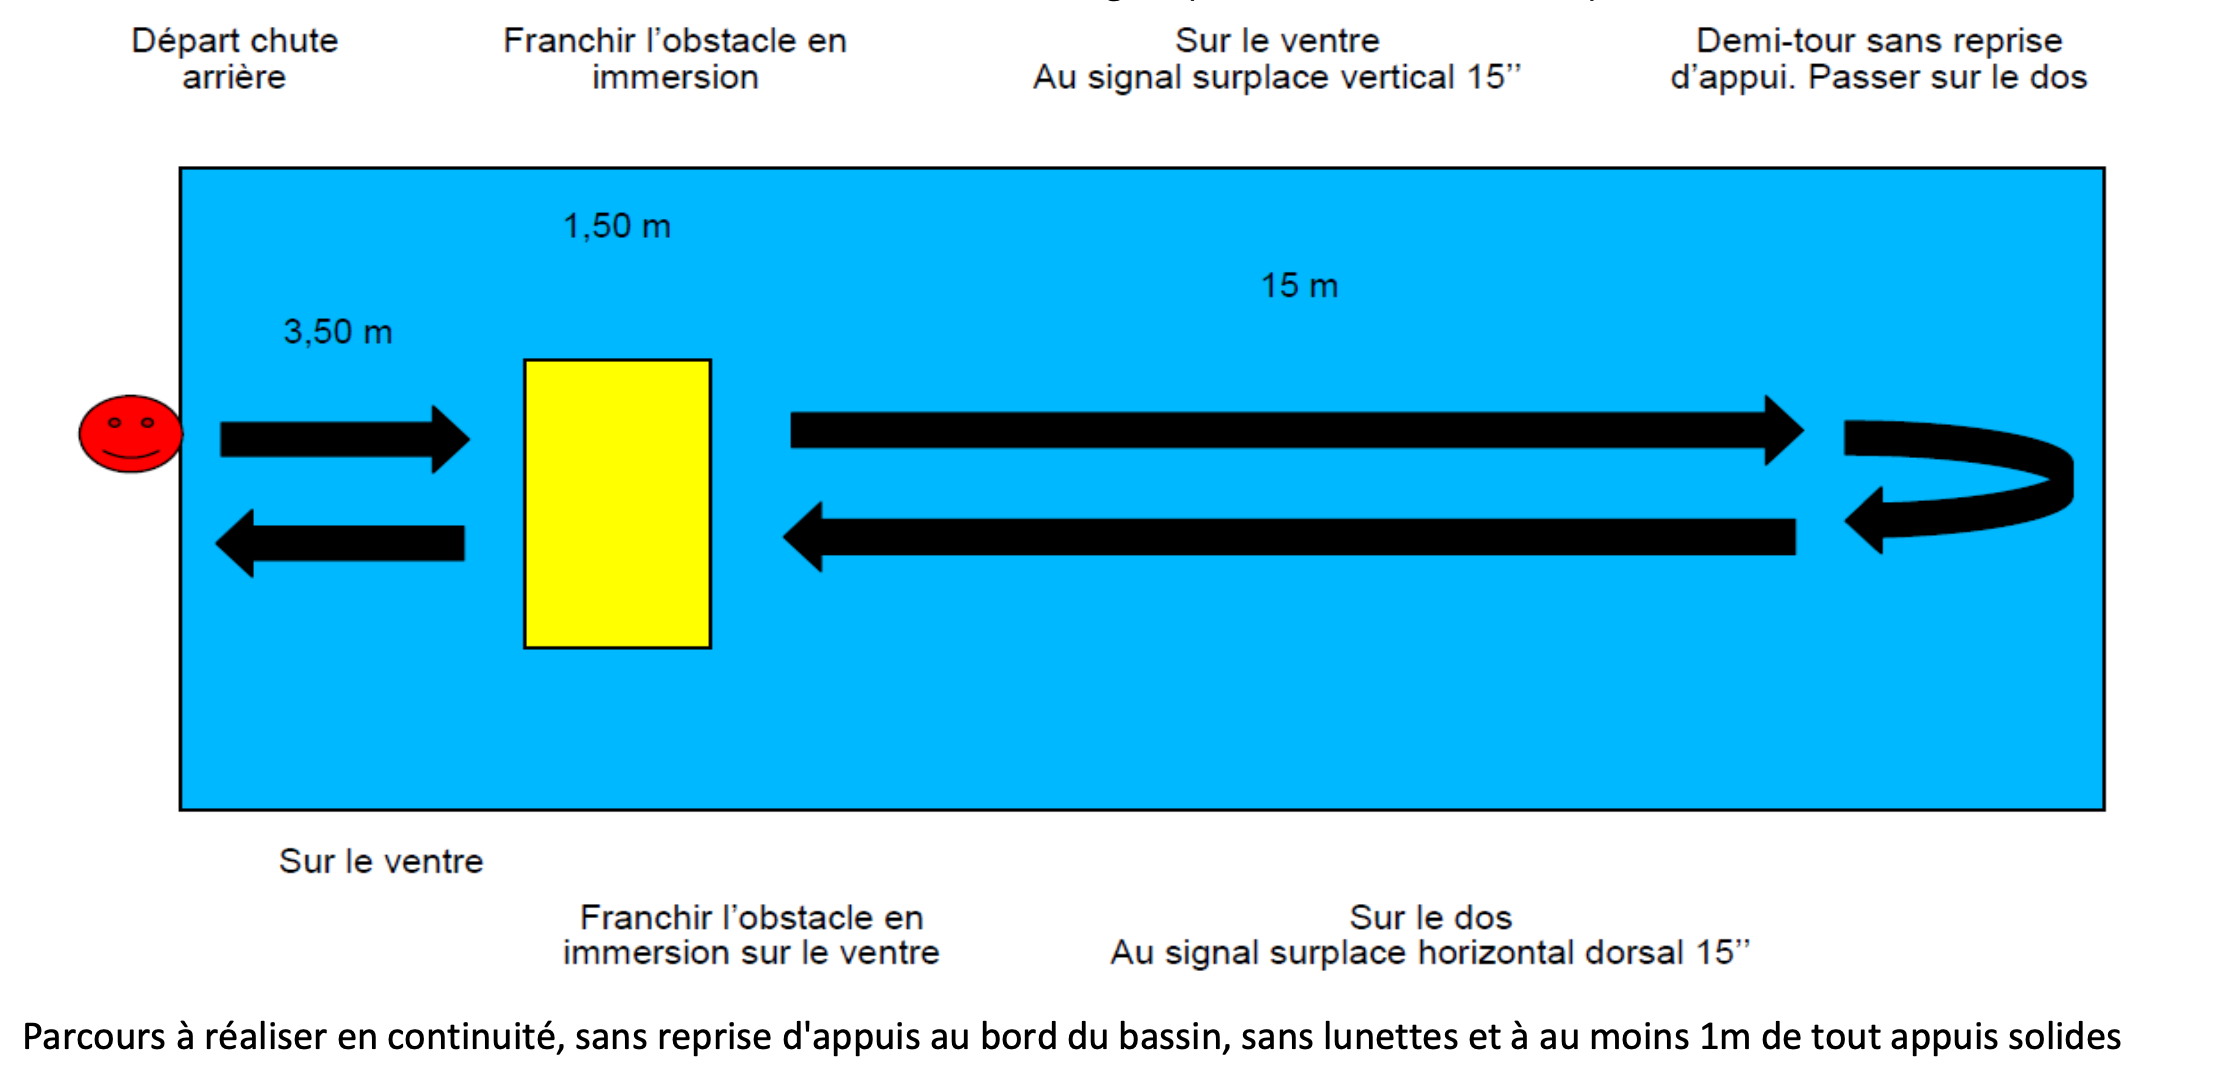 Départ chute
arrière
Franchir l’obstacle en
immersion
Sur le ventre
Au signal surplace vertical 15’’
Demi-tour sans reprise
d’appui. Passer sur le dos
1,50 m
15 m
3,50 m
Sur le ventre
Franchir l’obstacle en
immersion sur le ventre
Sur le dos
Au signal surplace horizontal dorsal 15’’
Parcours à réaliser en continuité, sans reprise d'appuis au bord du bassin, sans lunettes et à au moins 1m de tout appuis solides